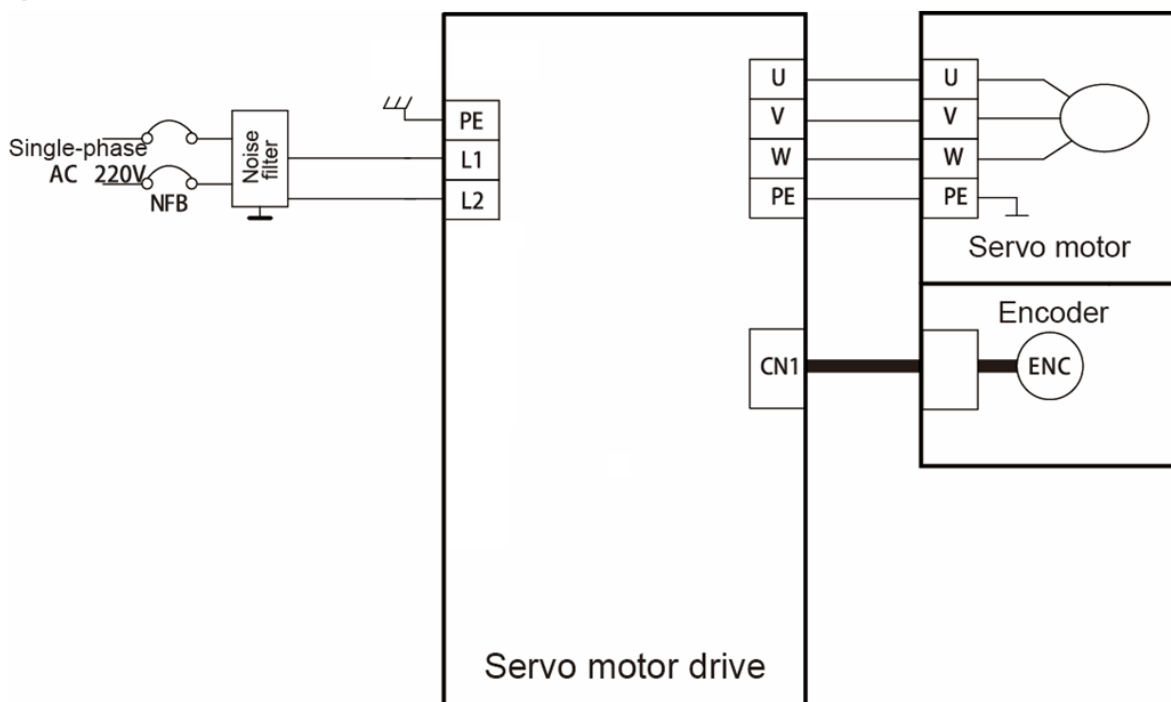 Single-phase
AC 220V
NFB
Noise
filter
PE
L1
L2
U
V
W
PE
CN1
Servo motor drive
U
V
W
PE
Servo motor
Encoder
ENC